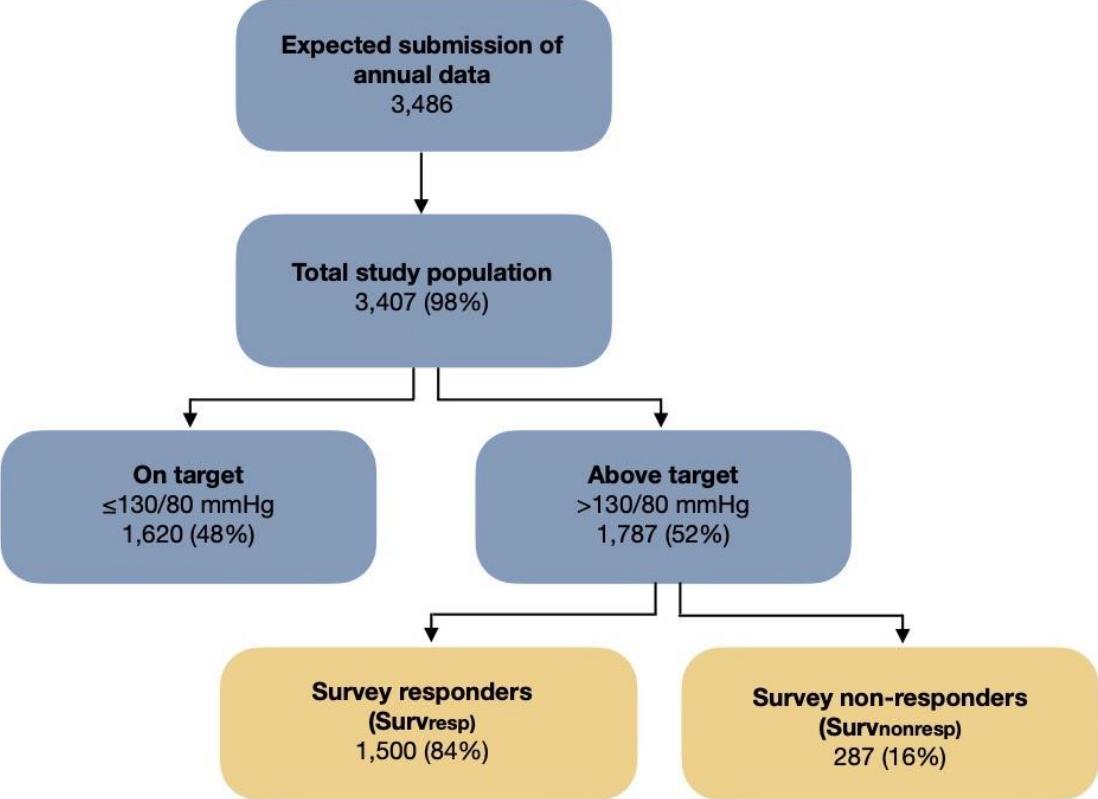 Expected submission of
annual data
3,486
Total study population
3,407 (98%)
On target
≤130/80 mmHg
1,620 (48%)
Above target
>130/80 mmHg
1,787 (52%)
Survey responders
(Survresp)
1,500 (84%)
Survey non-responders
(Survnonresp)
287 (16%)